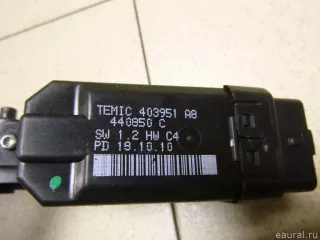 TEMIC 403951 A8
440850 C
SW 1.2 HW C4
PD 18.10.10
© eaural.ru